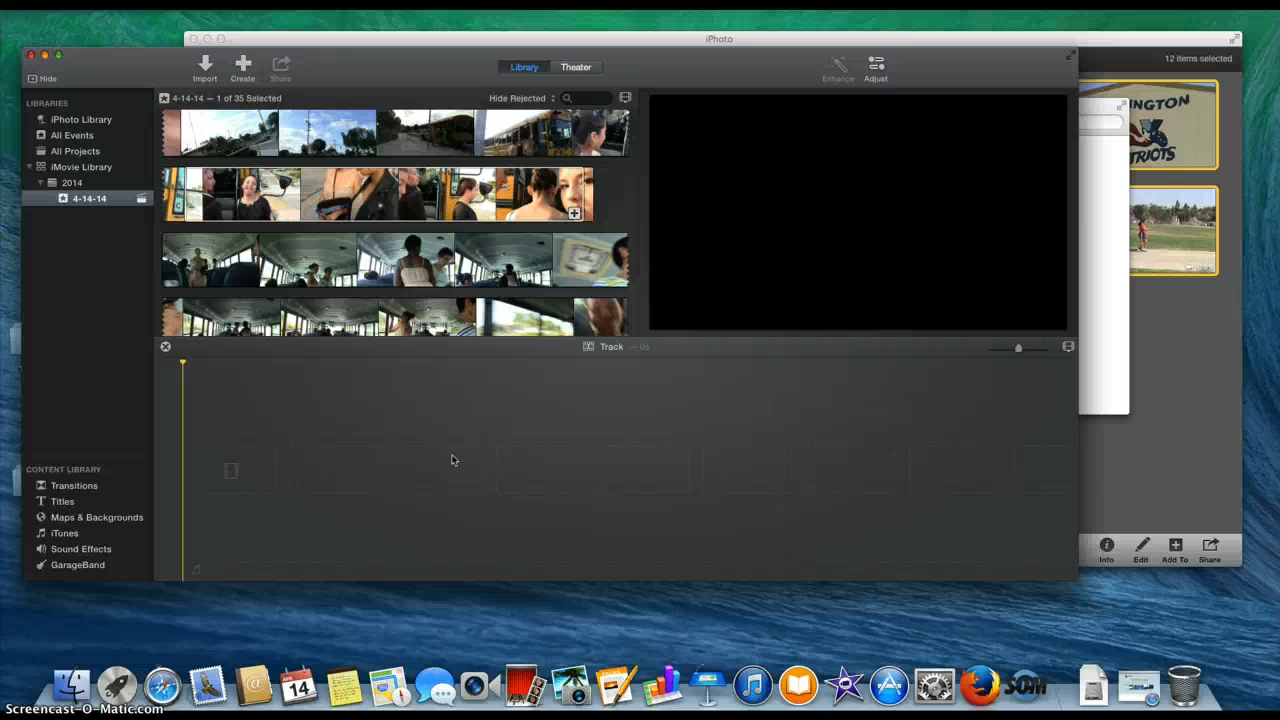 iPhoto
12 items selected
Hide
Import
Create
Share
Library
Theater
Enhance
Adjust
LIBRARIES
iPhoto Library
All Events
All Projects
iMovie Library
2014
4-14-14
4-14-14 — 1 of 35 Selected
Hide Rejected
INGTON
TRIOTS
Track — 0s
CONTENT LIBRARY
Transitions
Titles
Maps & Backgrounds
iTunes
Sound Effects
GarageBand
Info
Edit
Add To
Share
14
SOM
Screencast-O-Matic.com